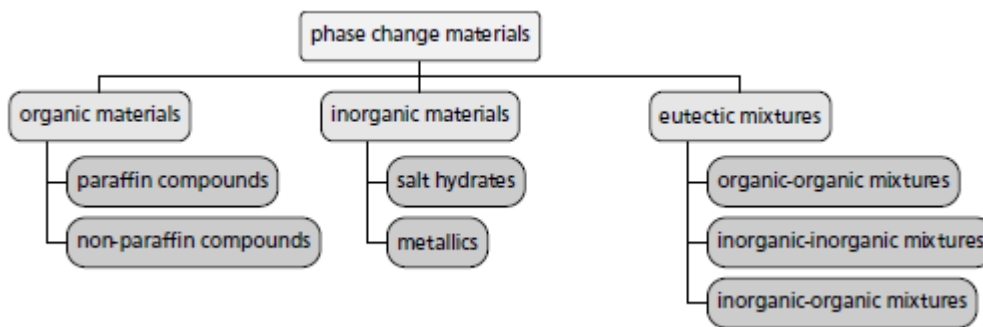 phase change materials
organic materials
inorganic materials
eutectic mixtures
paraffin compounds
salt hydrates
organic-organic mixtures
non-paraffin compounds
metallics
inorganic-inorganic mixtures
inorganic-organic mixtures